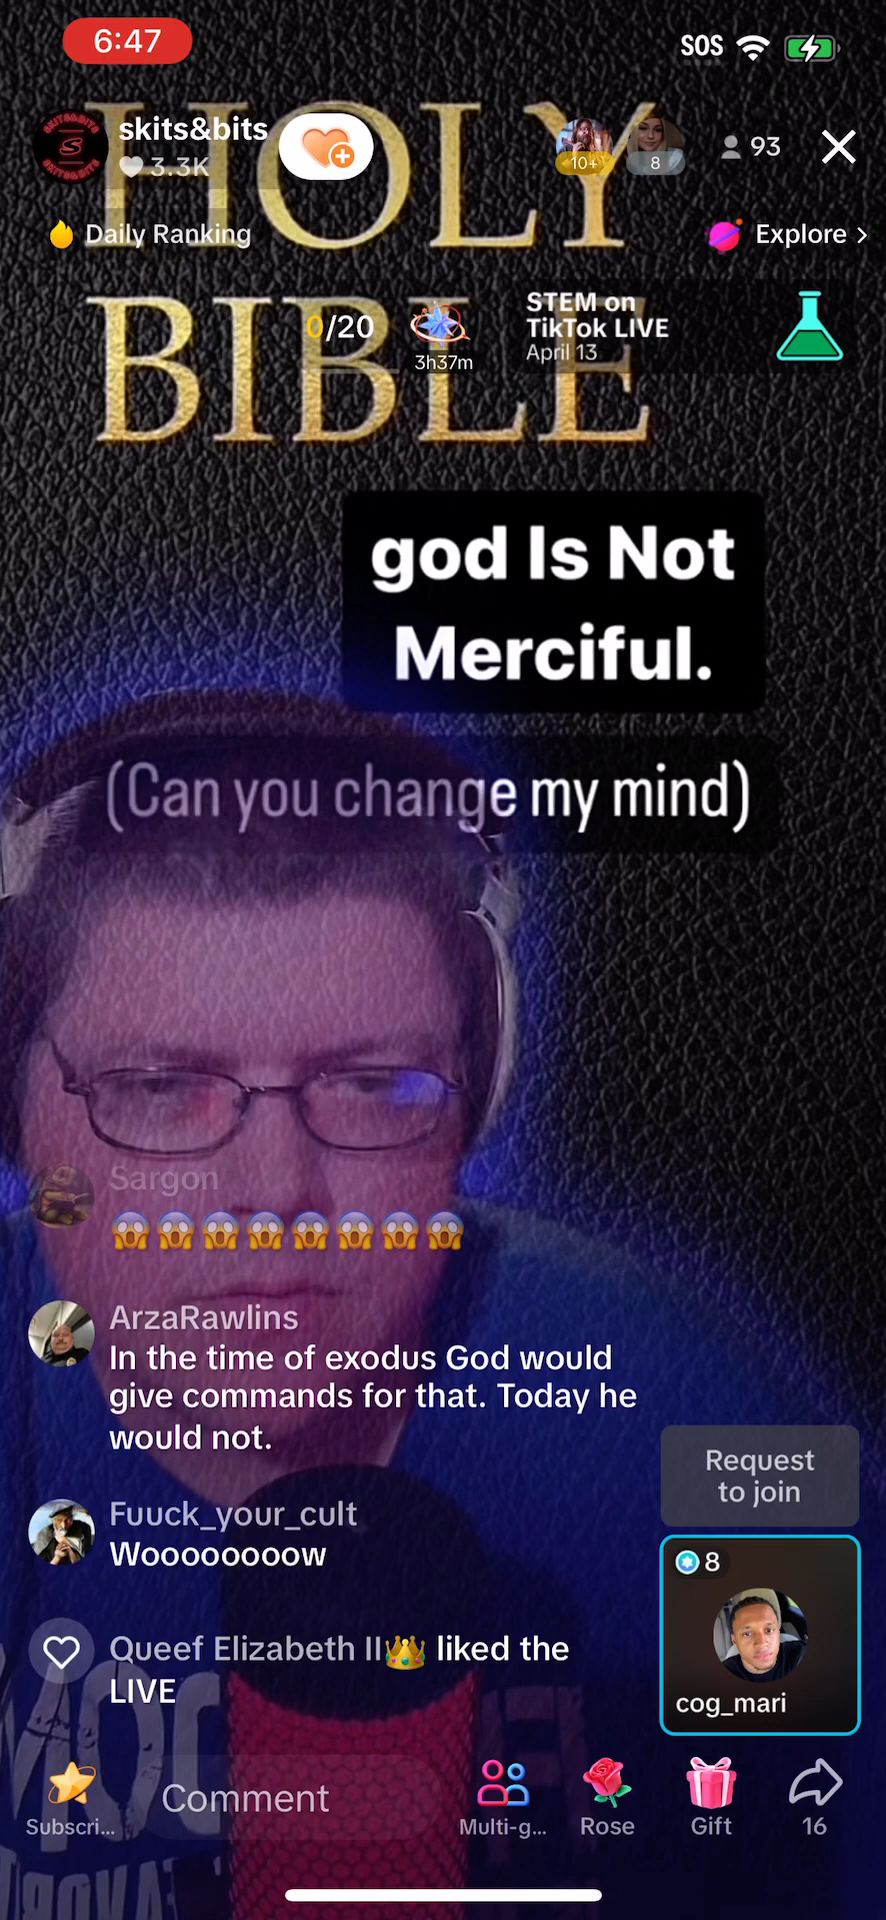 6:47
SOS
HOLY
BIBLE
skits&bits
3.3K
10+
8
93
Daily Ranking
Explore >
0/20
3h37m
STEM on
TikTok LIVE
April 13
god Is Not
Merciful.
(Can you change my mind)
Sargon
😱😱😱😱😱😱😱😱
ArzaRawlins
In the time of exodus God would
give commands for that. Today he
would not.
Fuuck_your_cult
Woooooooow
Queef Elizabeth II👑 liked the
LIVE
Request
to join
8
cog_mari
Comment
Subscri...
Multi-g...
Rose
Gift
16